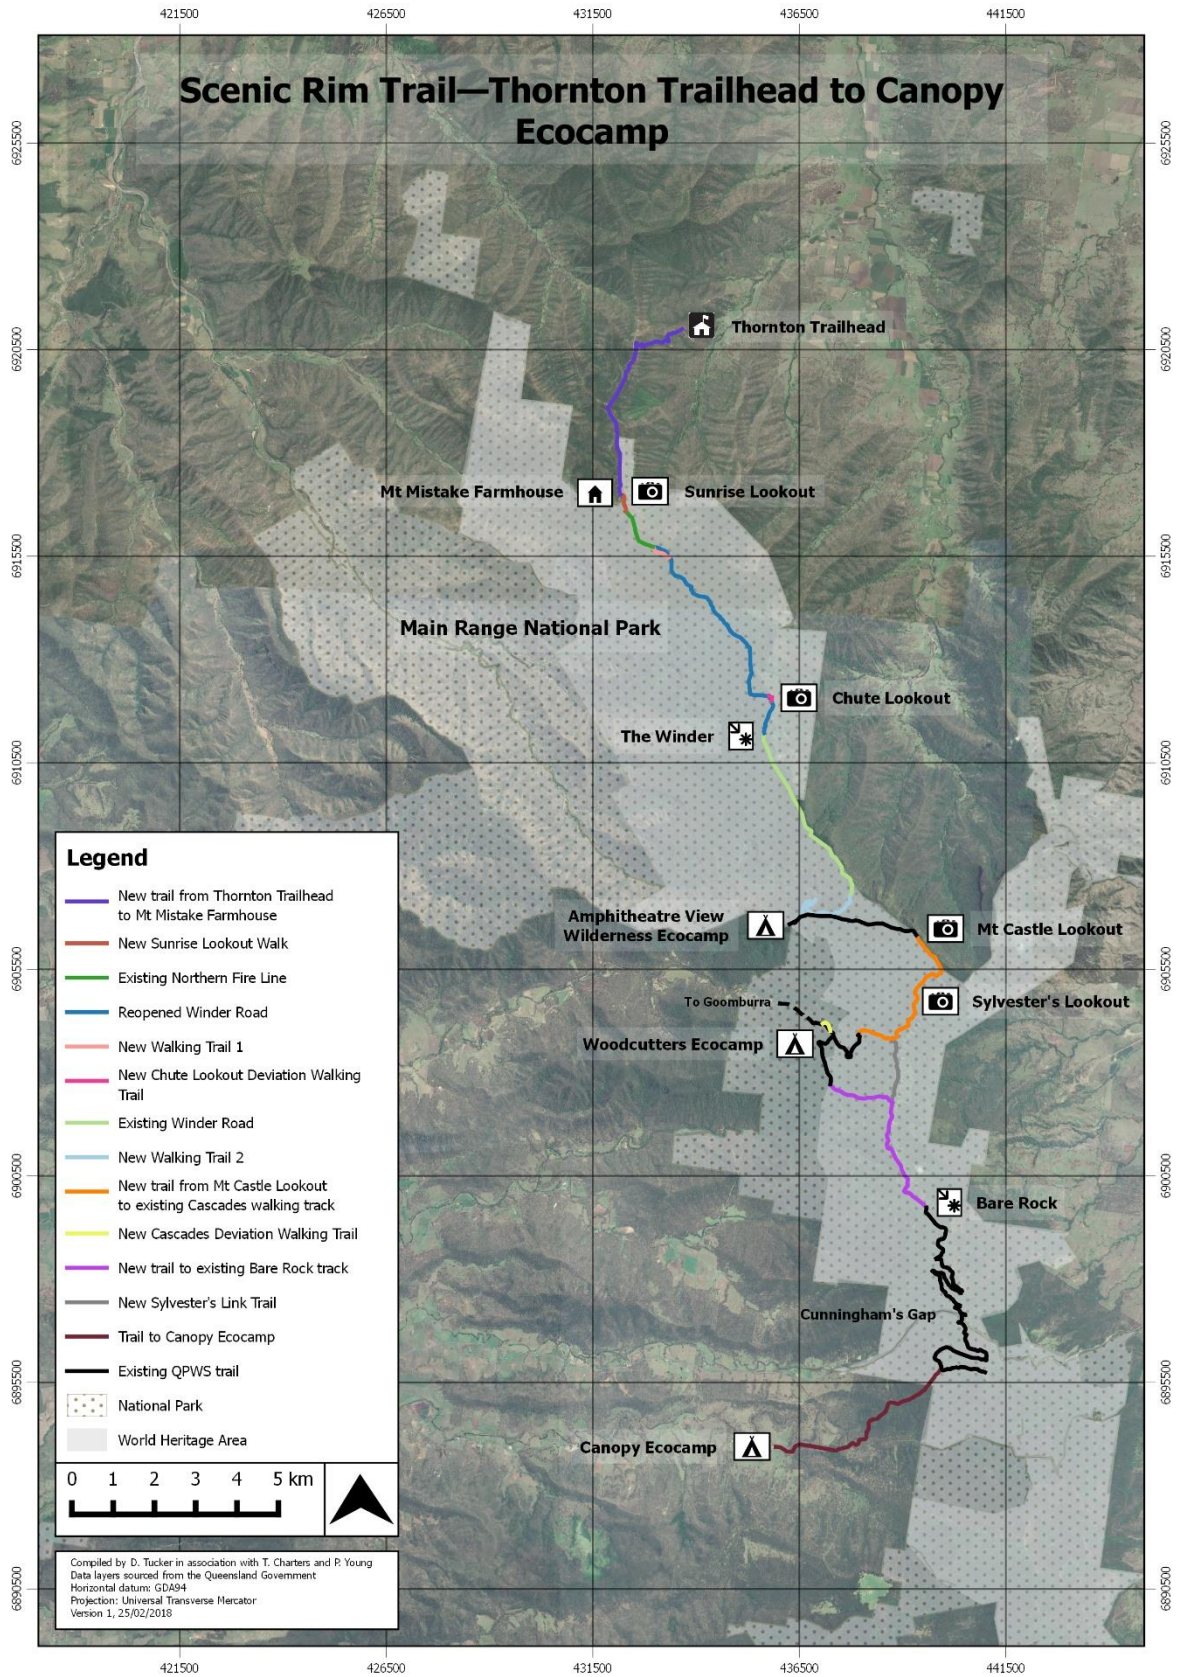 421500 426500 431500 436500 441500
Scenic Rim Trail—Thornton Trailhead to Canopy
Ecocamp
6925500 6925500
Thornton Trailhead
6920500 6920500
Mt Mistake Farmhouse
Sunrise Lookout
6915500 6915500
Main Range National Park
Chute Lookout
The Winder
6910500 6910500
Amphitheatre View
Wilderness Ecocamp
Mt Castle Lookout
6905500 6905500
To Goomburra
Sylvester's Lookout
Woodcutters Ecocamp
6900500 6900500
Bare Rock
Cunningham's Gap
6895500 6895500
Canopy Ecocamp
6890500 6890500
Legend
New trail from Thornton Trailhead
to Mt Mistake Farmhouse
New Sunrise Lookout Walk
Existing Northern Fire Line
Reopened Winder Road
New Walking Trail 1
New Chute Lookout Deviation Walking
Trail
Existing Winder Road
New Walking Trail 2
New trail from Mt Castle Lookout
to existing Cascades walking track
New Cascades Deviation Walking Trail
New trail to existing Bare Rock track
New Sylvester's Link Trail
Trail to Canopy Ecocamp
Existing QPWS trail
National Park
World Heritage Area
0 1 2 3 4 5 km
Compiled by D. Tucker in association with T. Charters and P. Young
Data layers sourced from the Queensland Government
Horizontal datum: GDA94
Projection: Universal Transverse Mercator
Version 1, 25/02/2018
421500 426500 431500 436500 441500